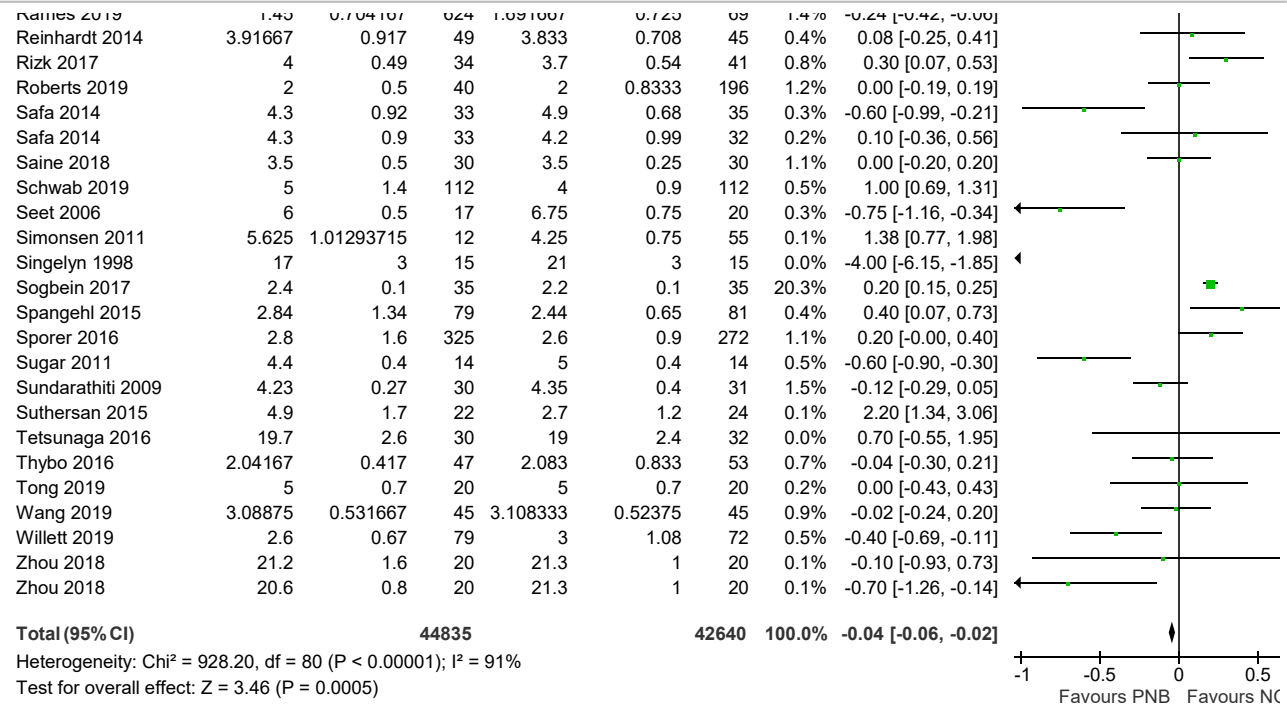 Rames 2019 1.45 0.704167 624 1.691667 0.725 69 1.4% -0.24 [-0.42, -0.06]
Reinhardt 2014 3.91667 0.917 49 3.833 0.708 45 0.4% 0.08 [-0.25, 0.41]
Rizk 2017 4 0.49 34 3.7 0.54 41 0.8% 0.30 [0.07, 0.53]
Roberts 2019 2 0.5 40 2 0.8333 196 1.2% 0.00 [-0.19, 0.19]
Safa 2014 4.3 0.92 33 4.9 0.68 35 0.3% -0.60 [-0.99, -0.21]
Safa 2014 4.3 0.9 33 4.2 0.99 32 0.2% 0.10 [-0.36, 0.56]
Saine 2018 3.5 0.5 30 3.5 0.25 30 1.1% 0.00 [-0.20, 0.20]
Schwab 2019 5 1.4 112 4 0.9 112 0.5% 1.00 [0.69, 1.31]
Seet 2006 6 0.5 17 6.75 0.75 20 0.3% -0.75 [-1.16, -0.34]
Simonsen 2011 5.625 1.01293715 12 4.25 0.75 55 0.1% 1.38 [0.77, 1.98]
Singelyn 1998 17 3 15 21 3 15 0.0% -4.00 [-6.15, -1.85]
Sogbein 2017 2.4 0.1 35 2.2 0.1 35 20.3% 0.20 [0.15, 0.25]
Spangehl 2015 2.84 1.34 79 2.44 0.65 81 0.4% 0.40 [0.07, 0.73]
Sporer 2016 2.8 1.6 325 2.6 0.9 272 1.1% 0.20 [-0.00, 0.40]
Sugar 2011 4.4 0.4 14 5 0.4 14 0.5% -0.60 [-0.90, -0.30]
Sundarathiti 2009 4.23 0.27 30 4.35 0.4 31 1.5% -0.12 [-0.29, 0.05]
Suthersan 2015 4.9 1.7 22 2.7 1.2 24 0.1% 2.20 [1.34, 3.06]
Tetsunaga 2016 19.7 2.6 30 19 2.4 32 0.0% 0.70 [-0.55, 1.95]
Thybo 2016 2.04167 0.417 47 2.083 0.833 53 0.7% -0.04 [-0.30, 0.21]
Tong 2019 5 0.7 20 5 0.7 20 0.2% 0.00 [-0.43, 0.43]
Wang 2019 3.08875 0.531667 45 3.108333 0.52375 45 0.9% -0.02 [-0.24, 0.20]
Willett 2019 2.6 0.67 79 3 1.08 72 0.5% -0.40 [-0.69, -0.11]
Zhou 2018 21.2 1.6 20 21.3 1 20 0.1% -0.10 [-0.93, 0.73]
Zhou 2018 20.6 0.8 20 21.3 1 20 0.1% -0.70 [-1.26, -0.14]
Total (95% CI) 44835 42640 100.0% -0.04 [-0.06, -0.02]
Heterogeneity: Chi² = 928.20, df = 80 (P < 0.00001); I² = 91%
Test for overall effect: Z = 3.46 (P = 0.0005)
-1 -0.5 0 0.5
Favours PNB Favours